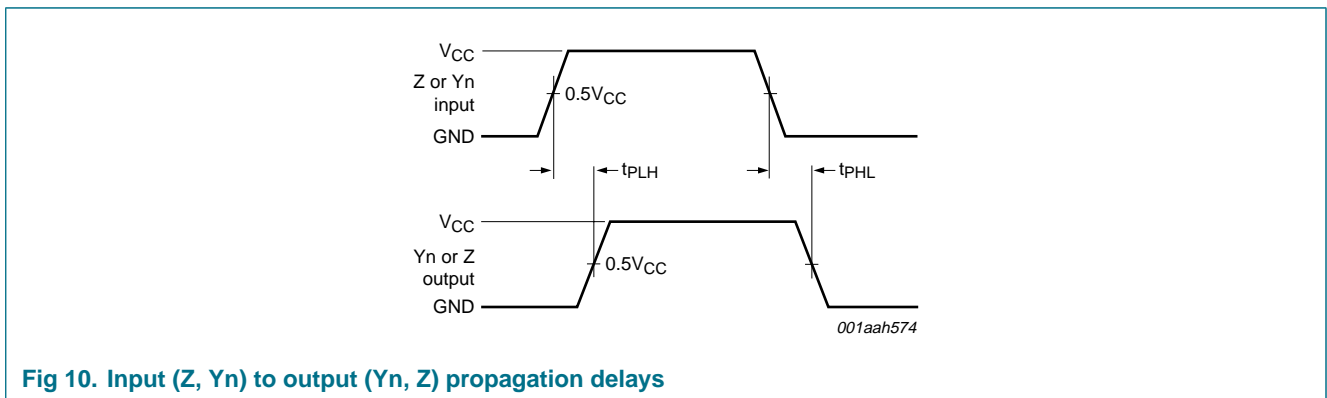 VCC
Z or Yn
input
0.5VCC
GND
tPLH
tPHL
VCC
Yn or Z
output
0.5VCC
GND
001aah574
Fig 10. Input (Z, Yn) to output (Yn, Z) propagation delays